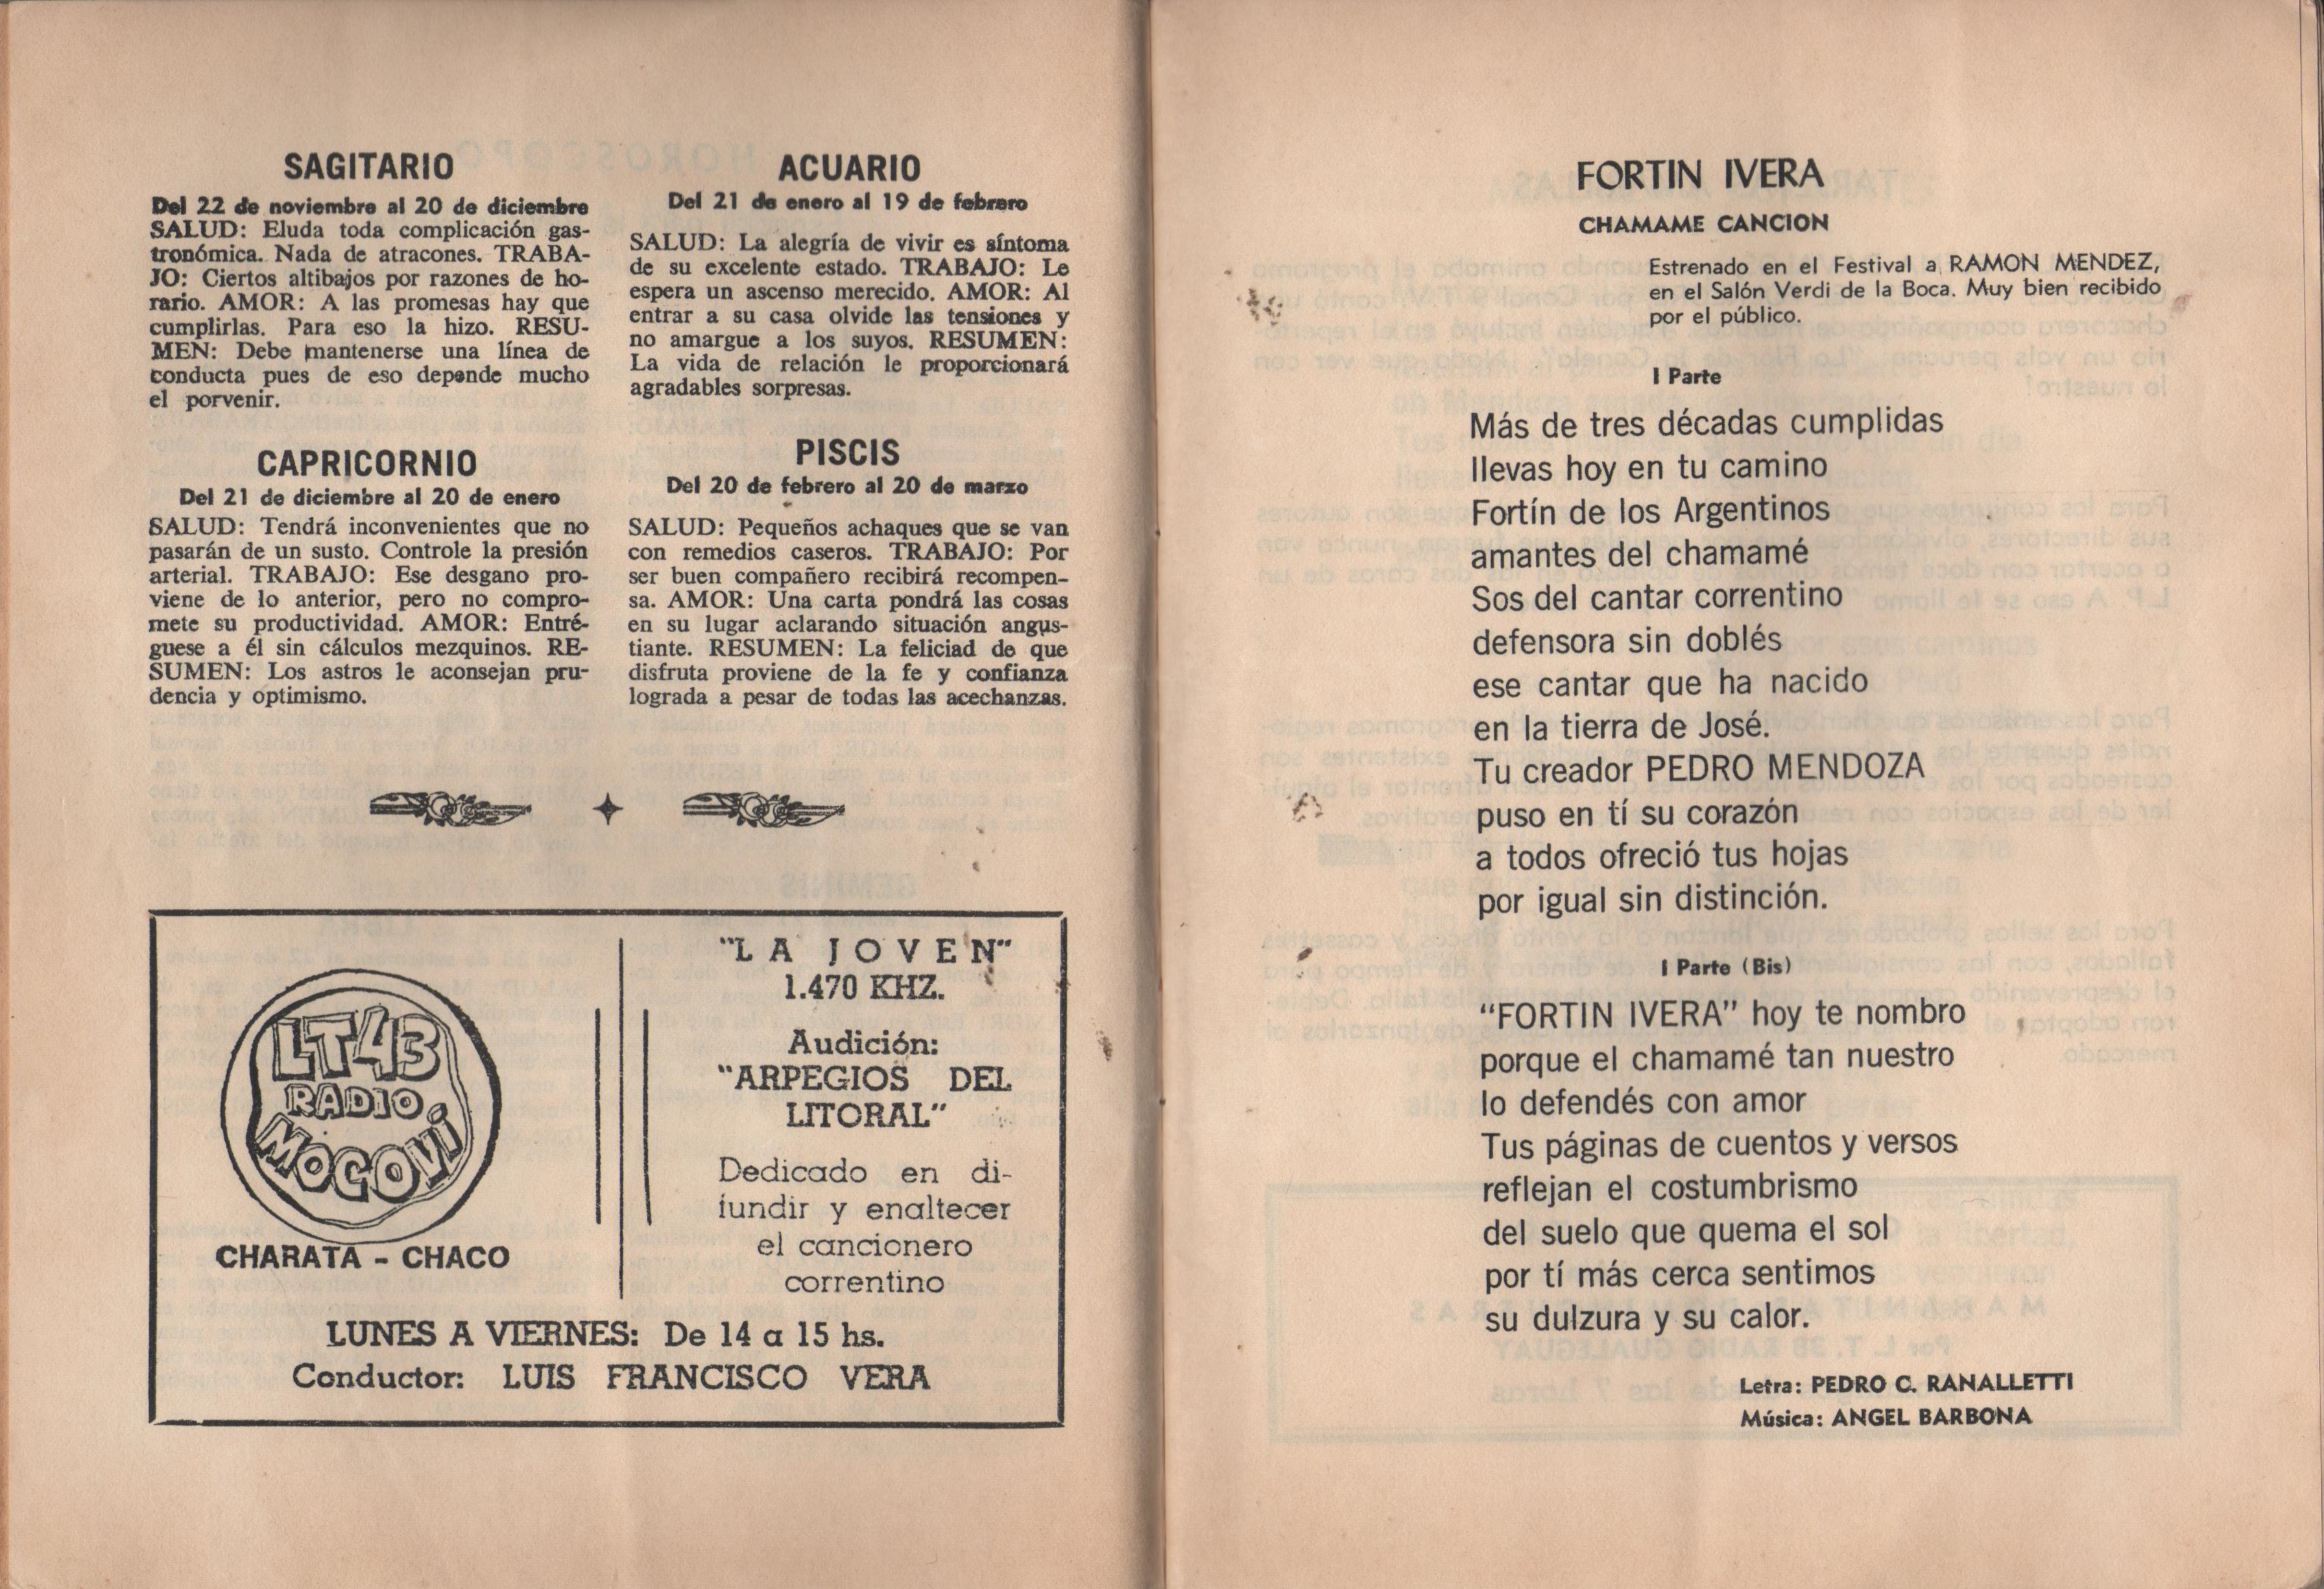 SAGITARIO
Del 22 de noviembre al 20 de diciembre
SALUD: Eluda toda complicación gas-
tronómica. Nada de atracones. TRABA-
JO: Ciertos altibajos por razones de ho-
rario. AMOR: A las promesas hay que
cumplirlas. Para eso la hizo. RESU-
MEN: Debe mantenerse una línea de
conducta pues de eso depende mucho
el porvenir.
CAPRICORNIO
Del 21 de diciembre al 20 de enero
SALUD: Tendrá inconvenientes que no
pasarán de un susto. Controle la presión
arterial. TRABAJO: Ese desgano pro-
viene de lo anterior, pero no compro-
mete su productividad. AMOR: Entré-
guese a él sin cálculos mezquinos. RE-
SUMEN: Los astros le aconsejan pru-
dencia y optimismo.
ACUARIO
Del 21 de enero al 19 de febrero
SALUD: La alegría de vivir es síntoma
de su excelente estado. TRABAJO: Le
espera un ascenso merecido. AMOR: Al
entrar a su casa olvide las tensiones y
no amargue a los suyos. RESUMEN:
La vida de relación le proporcionará
agradables sorpresas.
PISCIS
Del 20 de febrero al 20 de marzo
SALUD: Pequeños achaques que se van
con remedios caseros. TRABAJO: Por
ser buen compañero recibirá recompen-
sa. AMOR: Una carta pondrá las cosas
en su lugar aclarando situación angus-
tiante. RESUMEN: La feliciad de que
disfruta proviene de la fe y confianza
lograda a pesar de todas las acechanzas.
LT43
RADIO
MOCOVÍ
CHARATA - CHACO
"LA JOVEN"
1.470 KHZ.
Audición:
"ARPEGIOS DEL
LITORAL"
Dedicado en di-
fundir y enaltecer
el cancionero
correntino
LUNES A VIERNES: De 14 a 15 hs.
Conductor: LUIS FRANCISCO VERA
FORTIN IVERA
CHAMAME CANCION
Estrenado en el Festival a RAMON MENDEZ,
en el Salón Verdi de la Boca. Muy bien recibido
por el público.
I Parte
Más de tres décadas cumplidas
llevas hoy en tu camino
Fortín de los Argentinos
amantes del chamamé
Sos del cantar correntino
defensora sin doblés
ese cantar que ha nacido
en la tierra de José.
Tu creador PEDRO MENDOZA
puso en tí su corazón
a todos ofreció tus hojas
por igual sin distinción.
I Parte (Bis)
"FORTIN IVERA" hoy te nombro
porque el chamamé tan nuestro
lo defendés con amor
Tus páginas de cuentos y versos
reflejan el costumbrismo
del suelo que quema el sol
por tí más cerca sentimos
su dulzura y su calor.
Letra: PEDRO C. RANALLETTI
Música: ANGEL BARBONA